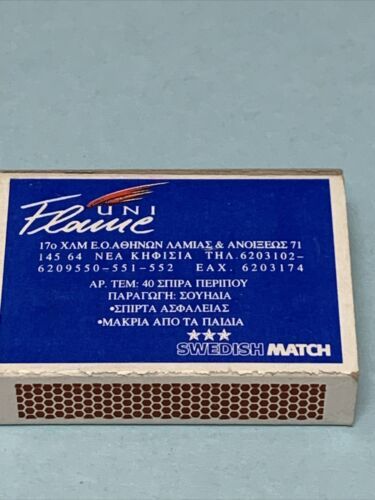 UNI
Flame
17ο ΧΛΜ Ε.Ο.ΑΘΗΝΩΝ ΛΑΜΙΑΣ & ΑΝΟΙΞΕΩΣ 71
145 64 ΝΕΑ ΚΗΦΙΣΙΑ ΤΗΛ.6203102-
6209550-551-552 FAX. 6203174
ΑΡ. ΤΕΜ: 40 ΣΠΙΡΑ ΠΕΡΙΠΟΥ
ΠΑΡΑΓΩΓΗ: ΣΟΥΗΔΙΑ
•ΣΠΙΡΤΑ ΑΣΦΑΛΕΙΑΣ
•ΜΑΚΡΙΑ ΑΠΟ ΤΑ ΠΑΙΔΙΑ
SWEDISH MATCH